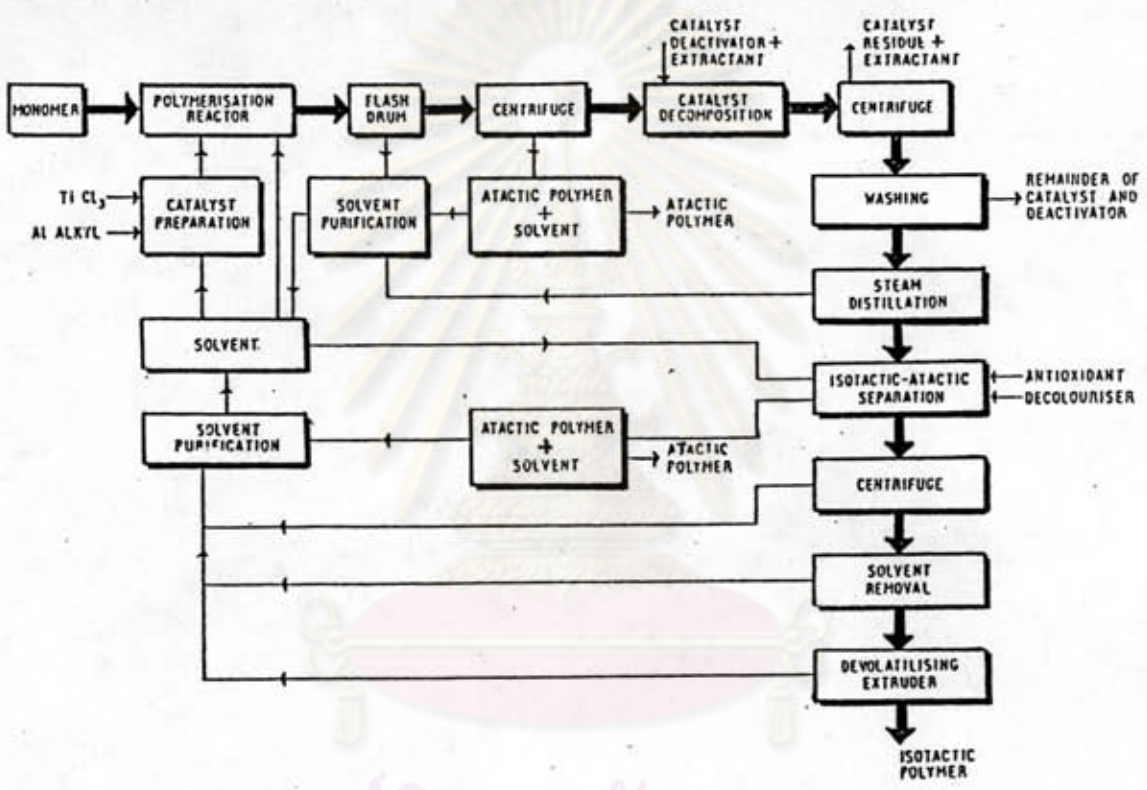 CATALYST
DEACTIVATOR+
EXTRACTANT
CATALYST
RESIDUE +
EXTRACTANT
MONOMER
POLYMERISATION
REACTOR
FLASH
DRUM
CENTRIFUGE
CATALYST
DECOMPOSITION
CENTRIFUGE
Ti Cl3
Al ALKYL
CATALYST
PREPARATION
SOLVENT
PURIFICATION
ATACTIC POLYMER
+
SOLVENT
ATACTIC
POLYMER
WASHING
REMAINDER OF
CATALYST AND
DEACTIVATOR
STEAM
DISTILLATION
SOLVENT.
ISOTACTIC-ATACTIC
SEPARATION
ANTIOXIDANT
DECOLOURISER
SOLVENT
PURIFICATION
ATACTIC POLYMER
+
SOLVENT
ATACTIC
POLYMER
CENTRIFUGE
SOLVENT
REMOVAL
DEVOLATILISING
EXTRUDER
ISOTACTIC
POLYMER